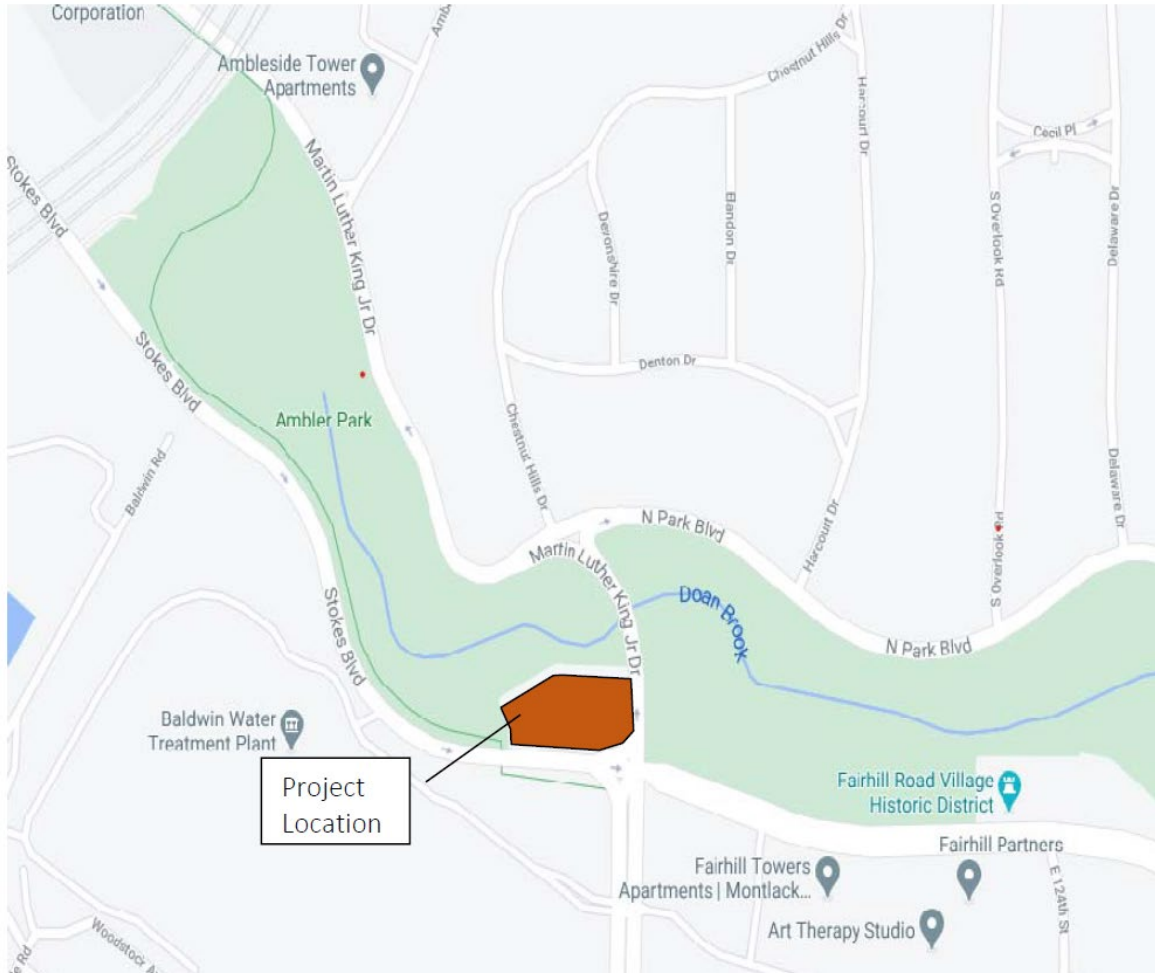 Corporation
Ambleside Tower
Apartments
Chestnut Hills Dr
Harcourt Dr
Cecil Pl
Stokes Blvd
Martin Luther King Jr Dr
Devonshire Dr
Elandon Dr
S Overlook Rd
Delaware Dr
Stokes Blvd
Denton Dr
Ambler Park
Baldwin Rd
Chestnut Hills Dr
Delaware Dr
N Park Blvd
Harcourt Dr
Martin Luther King Jr Dr
S Overlook Rd
Doan Brook
Stokes Blvd
N Park Blvd
Baldwin Water
Treatment Plant
Project
Location
Fairhill Road Village
Historic District
Fairhill Partners
Fairhill Towers
Apartments | Montlack...
E 124th St
Art Therapy Studio
Woodstock